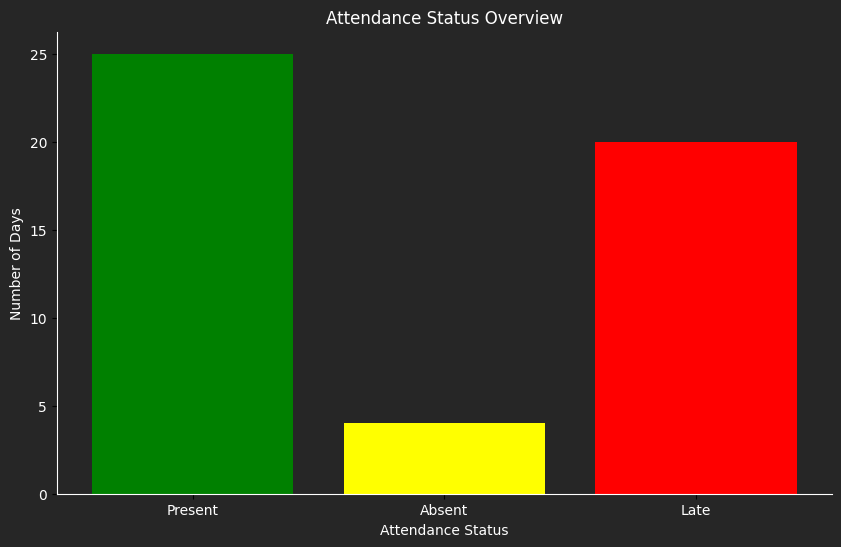 Attendance Status Overview
Number of Days
25
20
15
10
5
0
Present
Absent
Late
Attendance Status